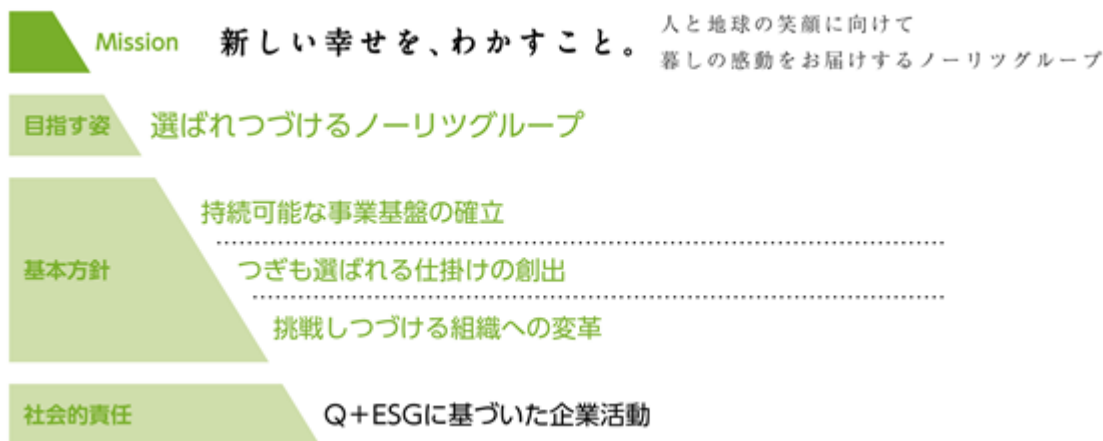 Mission 新しい幸せを、わかすこと。
人と地球の笑顔に向けて
暮しの感動をお届けするノーリツグループ
目指す姿 選ばれつづけるノーリツグループ
持続可能な事業基盤の確立
基本方針 つぎも選ばれる仕掛けの創出
挑戦しつづける組織への変革
社会的責任 Q+ESGに基づいた企業活動